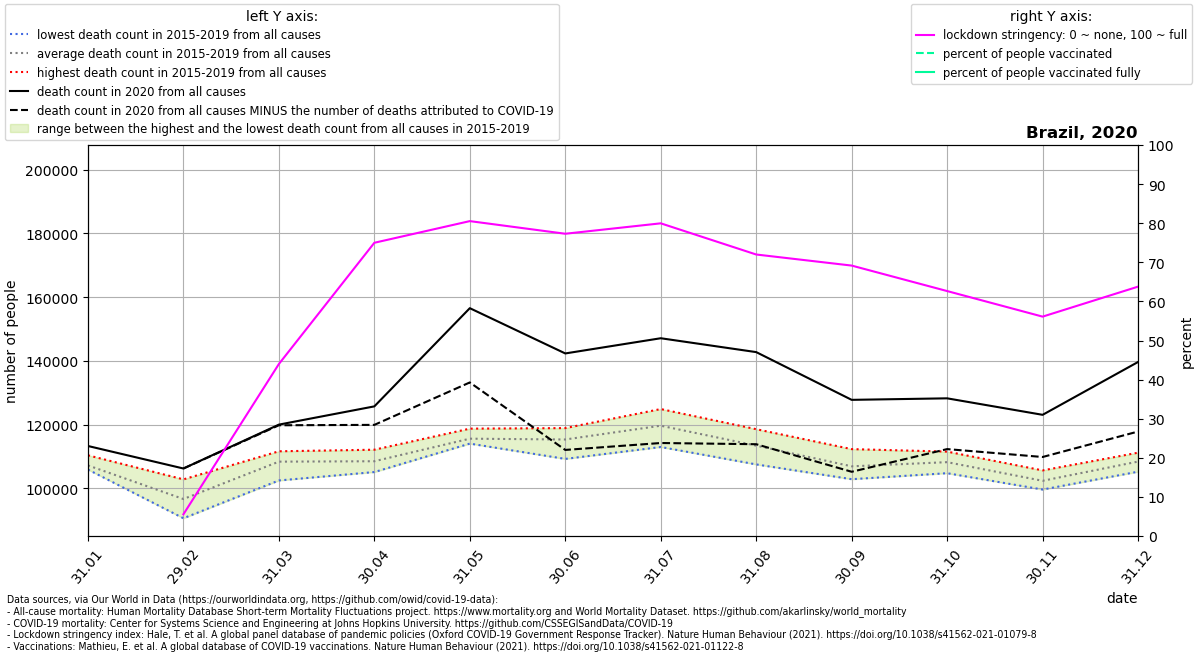 left Y axis:
lowest death count in 2015-2019 from all causes
average death count in 2015-2019 from all causes
highest death count in 2015-2019 from all causes
death count in 2020 from all causes
death count in 2020 from all causes MINUS the number of deaths attributed to COVID-19
range between the highest and the lowest death count from all causes in 2015-2019
right Y axis:
lockdown stringency: 0 ~ none, 100 ~ full
percent of people vaccinated
percent of people vaccinated fully
Brazil, 2020
number of people
200000
180000
160000
140000
120000
100000
100
90
80
70
60
50
40
30
20
10
0
percent
31.01
29.02
31.03
30.04
31.05
30.06
31.07
31.08
30.09
31.10
30.11
31.12
date
Data sources, via Our World in Data (https://ourworldindata.org, https://github.com/owid/covid-19-data):
- All-cause mortality: Human Mortality Database Short-term Mortality Fluctuations project. https://www.mortality.org and World Mortality Dataset. https://github.com/akarlinsky/world_mortality
- COVID-19 mortality: Center for Systems Science and Engineering at Johns Hopkins University. https://github.com/CSSEGISandData/COVID-19
- Lockdown stringency index: Hale, T. et al. A global panel database of pandemic policies (Oxford COVID-19 Government Response Tracker). Nature Human Behaviour (2021). https://doi.org/10.1038/s41562-021-01079-8
- Vaccinations: Mathieu, E. et al. A global database of COVID-19 vaccinations. Nature Human Behaviour (2021). https://doi.org/10.1038/s41562-021-01122-8